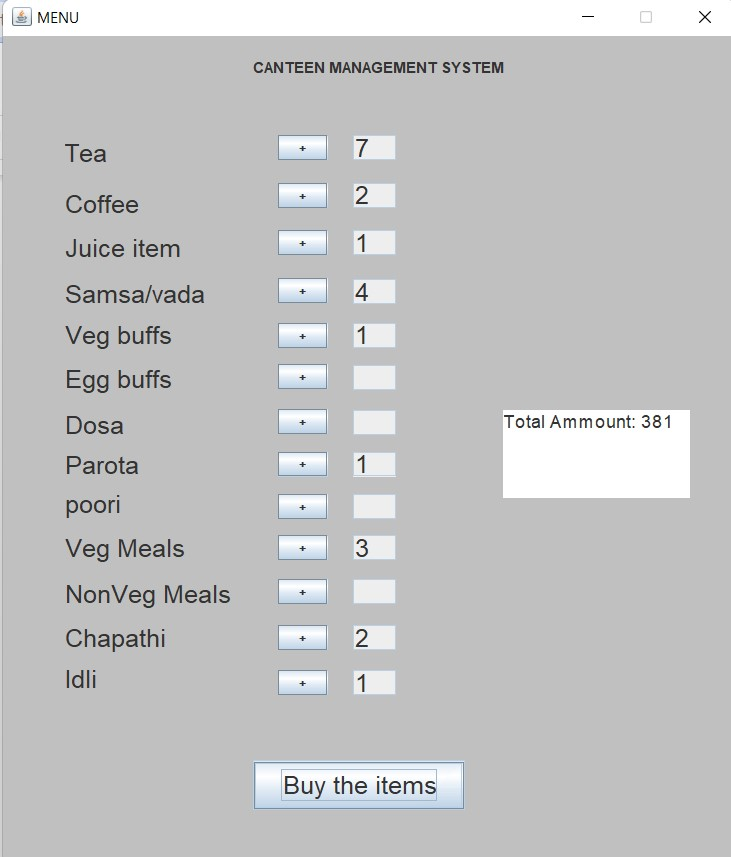 MENU
CANTEEN MANAGEMENT SYSTEM
Tea + 7
Coffee + 2
Juice item + 1
Samsa/vada + 4
Veg buffs + 1
Egg buffs +
Dosa +
Total Ammount: 381
Parota + 1
poori +
Veg Meals + 3
NonVeg Meals +
Chapathi + 2
Idli + 1
Buy the items